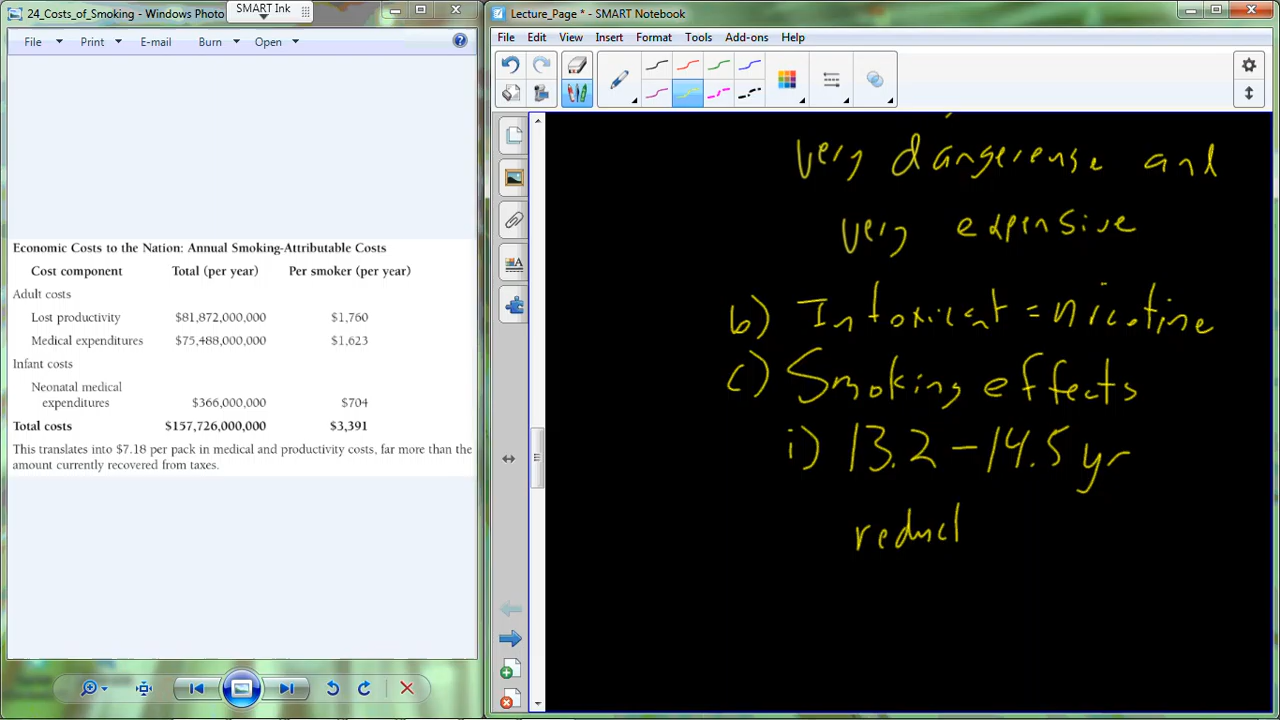 24_Costs_of_Smoking - Windows Photo
SMART Ink
File Print E-mail Burn Open
Economic Costs to the Nation: Annual Smoking-Attributable Costs
Cost component Total (per year) Per smoker (per year)
Adult costs
Lost productivity $81,872,000,000 $1,760
Medical expenditures $75,488,000,000 $1,623
Infant costs
Neonatal medical
expenditures $366,000,000 $704
Total costs $157,726,000,000 $3,391
This translates into $7.18 per pack in medical and productivity costs, far more than the
amount currently recovered from taxes.
Lecture_Page * - SMART Notebook
File Edit View Insert Format Tools Add-ons Help
very dangerense and
very expensive
b) Intoxicant = nicotine
c) Smoking effects
i) 13.2 - 14.5 yr
reduct